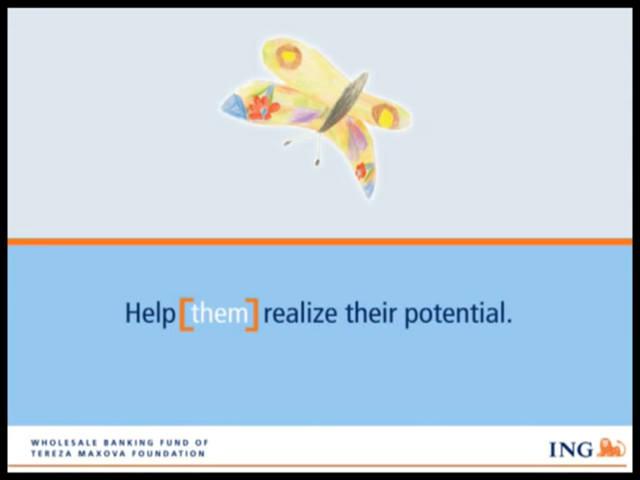 Help [them] realize their potential.
WHOLESALE BANKING FUND OF
TEREZA MAXOVA FOUNDATION
ING